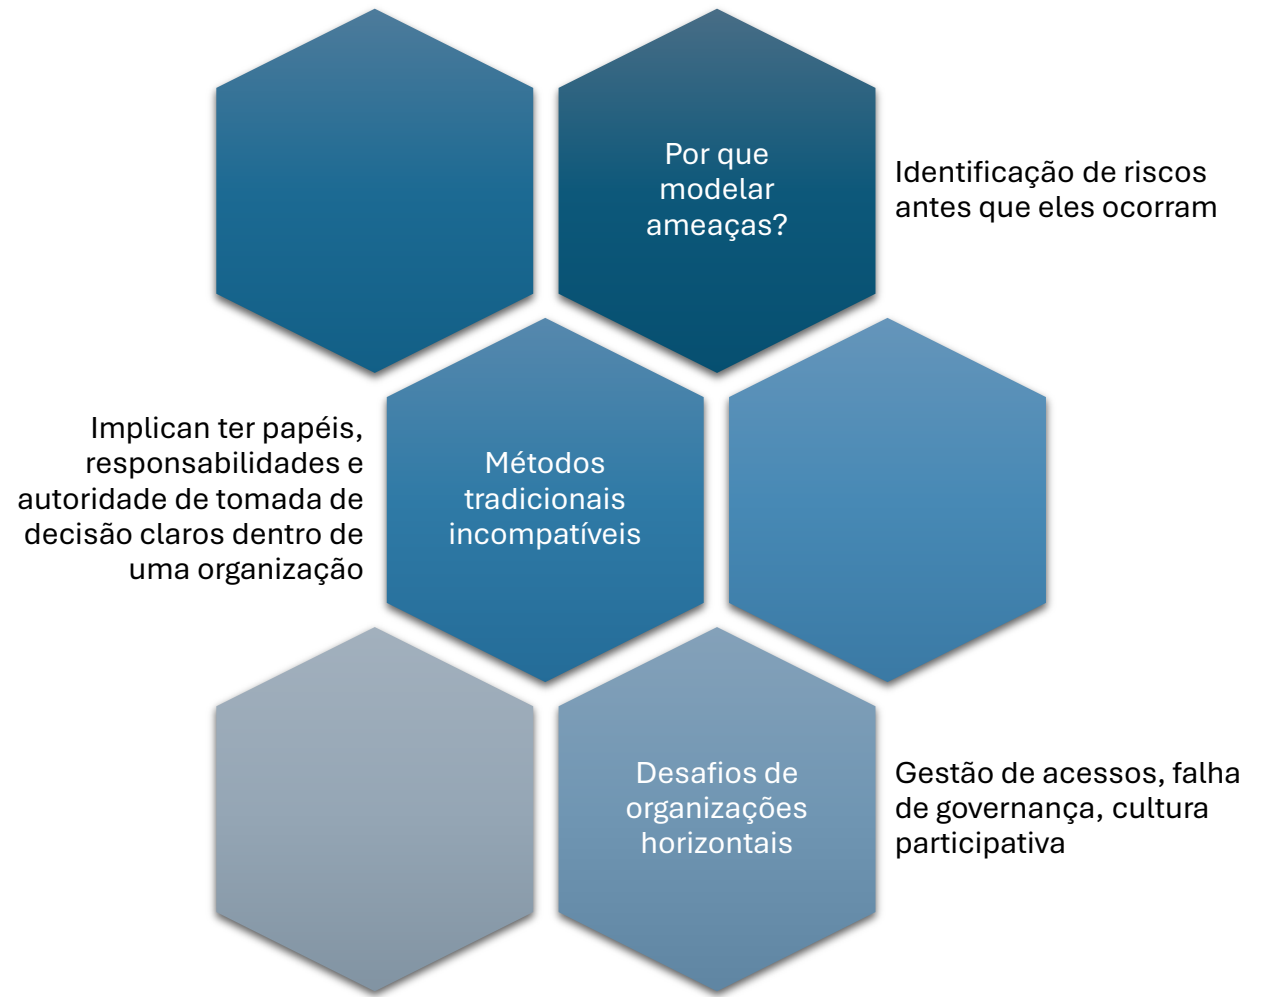 Por que
modelar
ameaças?
Identificação de riscos
antes que eles ocorram
Implican ter papéis,
responsabilidades e
autoridade de tomada de
decisão claros dentro de
uma organização
Métodos
tradicionais
incompatíveis
Desafios de
organizações
horizontais
Gestão de acessos, falha
de governança, cultura
participativa